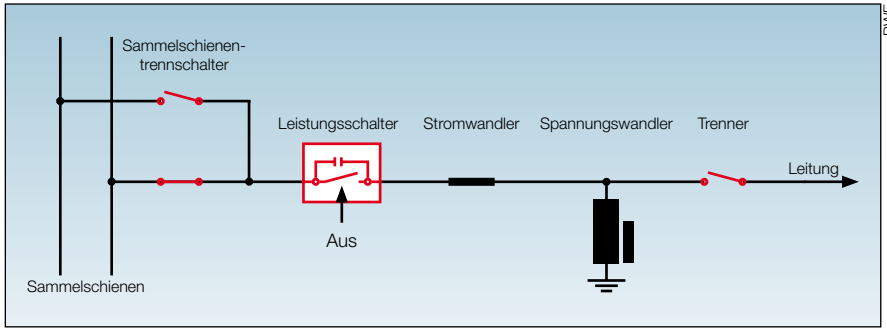 Sammelschienen-
trennschalter
Leistungsschalter Stromwandler Spannungswandler Trenner
Leitung
Aus
Sammelschienen